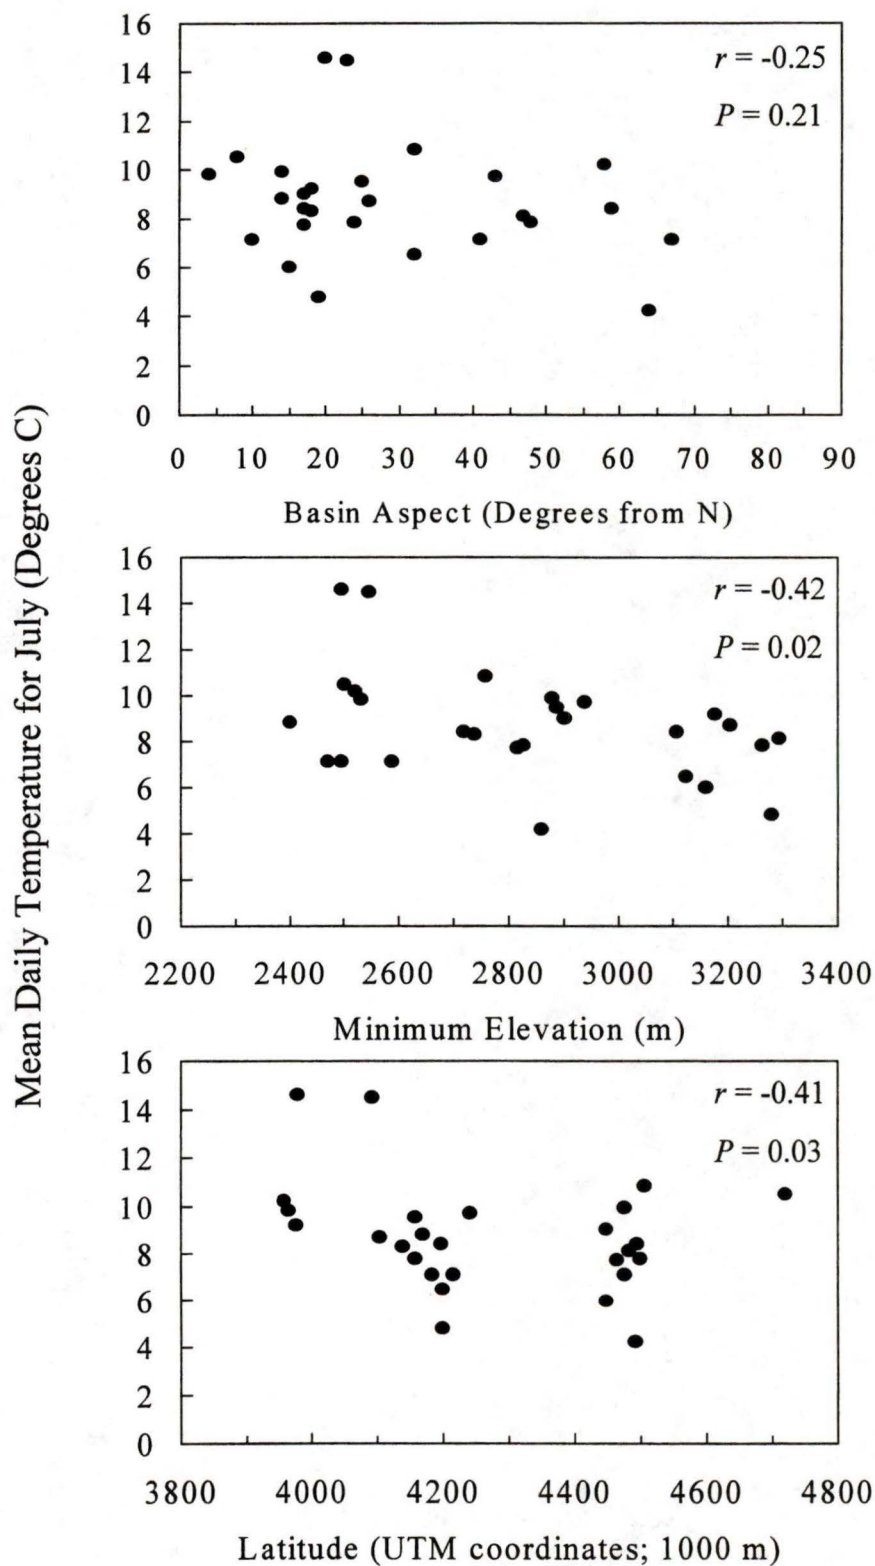 Mean Daily Temperature for July (Degrees C)
16
14
12
10
8
6
4
2
0
r = -0.25
P = 0.21
0 10 20 30 40 50 60 70 80 90
Basin Aspect (Degrees from N)
16
14
12
10
8
6
4
2
0
r = -0.42
P = 0.02
2200 2400 2600 2800 3000 3200 3400
Minimum Elevation (m)
16
14
12
10
8
6
4
2
0
r = -0.41
P = 0.03
3800 4000 4200 4400 4600 4800
Latitude (UTM coordinates; 1000 m)